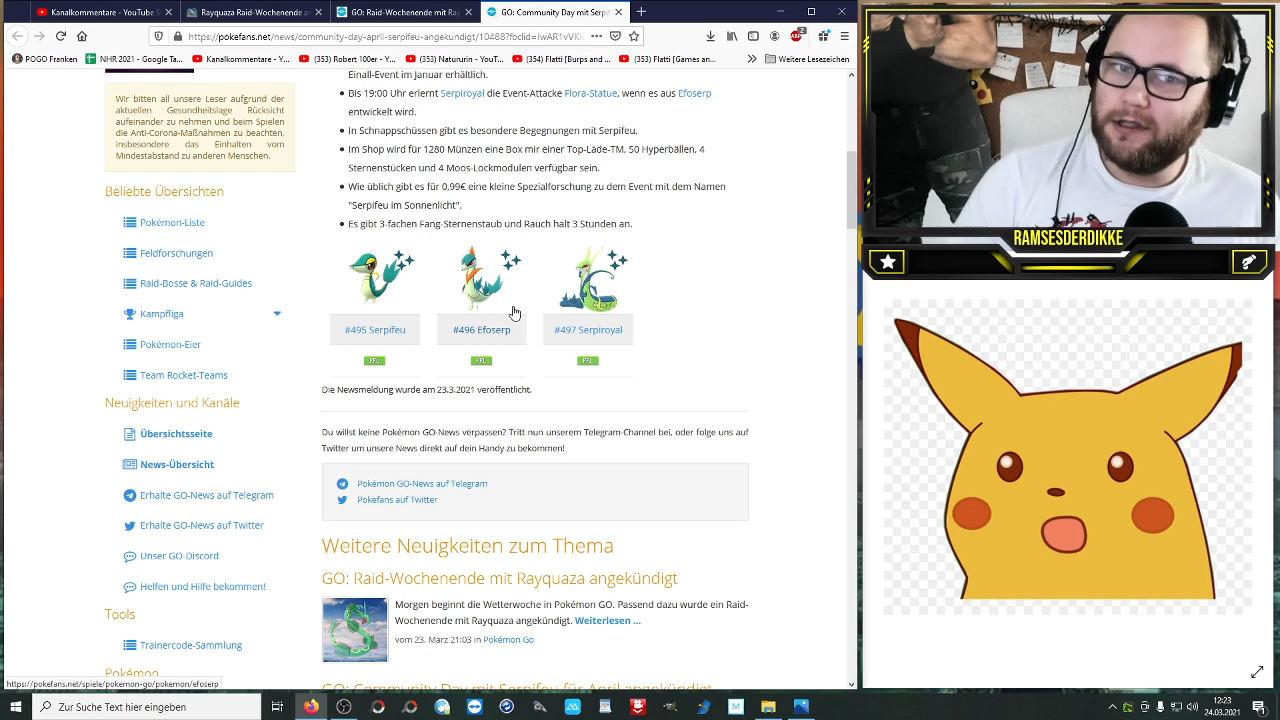 Kanalkommentare - YouTube S
Rayquaza Raid-Wochenende a
GO: Raid-Wochenende mit Ray
GO: Community Day mit Serpif
https://pokefans.net/news/community
10488?fbclid=IwAR1vVKI
POGO Franken
NHR 2021 - Google Ta...
Kanalkommentare - Yo...
(353) Robert 100er - Y...
(353) Naturuin - YouT...
(354) Flatti [Burps and ...
(353) Flatti [Games an...
Weitere Lesezeichen
Wir bitten all unsere Leser aufgrund der
aktuellen Gesundheitslage Rücksicht
aufeinander zu nehmen und beim Spielen
die Anti-Corona-Maßnahmen zu beachten,
insbesondere das Einhalten vom
Mindestabstand zu anderen Menschen.
Beliebte Übersichten
Pokémon-Liste
Feldforschungen
Raid-Bosse & Raid-Guides
Kampfliga
Pokémon-Eier
Team Rocket-Teams
Neuigkeiten und Kanäle
Übersichtsseite
News-Übersicht
Erhalte GO-News auf Telegram
Erhalte GO-News auf Twitter
Unser GO-Discord
Helfen und Hilfe bekommen!
Tools
Trainercode-Sammlung
Pokémon
Einall-Event im Januar erhältlich.
Bis 19:00 Uhr erlernt Serpiroyal die Event-Attacke Flora-Statue, wenn es aus Efoserp
entwickelt wird.
In Schnappschüssen gibt es besondere Begegnungen mit Serpifeu.
Im Shop wird für 1280 Münzen eine Box mir einer Top-Lade-TM, 50 Hyperbällen, 4
Sternenstücken und 4 Moos-Lockmodulen verfügbar sein.
Wie üblich gibt es für 0,99€ eine kleine Spezialforschung zu dem Event mit dem Namen
"Serpifeu im Sonnenlicht".
Es gibt 3-fachen Fang-Sternenstaub und Rauch hält 3 Stunden an.
#495 Serpifeu
#496 Efoserp
#497 Serpiroyal
PFL
PFL
PFL
Die Newsmeldung wurde am 23.3.2021 veröffentlicht.
Du willst keine Pokémon GO-News verpassen? Tritt nun unserem Telegram-Channel bei, oder folge uns auf
Twitter um unsere News direkt auf dein Handy zu bekommen!
Pokémon GO-News auf Telegram
Pokefans auf Twitter
Weitere Neuigkeiten zum Thema
GO: Raid-Wochenende mit Rayquaza angekündigt
Morgen beginnt die Wetterwoche in Pokémon GO. Passend dazu wurde ein Raid-
Wochenende mit Rayquaza angekündigt. Weiterlesen ...
vom 23. März 21:03 in Pokémon Go.
GO: Community Day mit Serpifeu für April angekündigt
https://pokefans.net/spiele/pokemon-go/pokemon/efoserp
RAMSESDERDIKKE
Zur Suche Text hier eingeben
12:23
24.03.2021